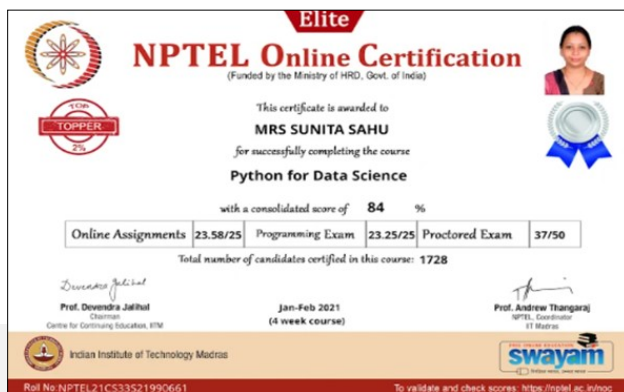 Elite
NPTEL Online Certification
(Funded by the Ministry of HRD, Govt. of India)
TOP
TOPPER
2%
This certificate is awarded to
MRS SUNITA SAHU
for successfully completing the course
Python for Data Science
with a consolidated score of 84 %
Online Assignments 23.58/25 Programming Exam 23.25/25 Proctored Exam 37/50
Total number of candidates certified in this course: 1728
Devendra Jalihal
Prof. Devendra Jalihal
Chairman
Centre for Continuing Education, IITM
Jan-Feb 2021
(4 week course)
Prof. Andrew Thangaraj
NPTEL, Coordinator
IIT Madras
Indian Institute of Technology Madras
FREE ONLINE EDUCATION
swayam
Roll No:NPTEL21CS33S21990661
To validate and check scores: https://nptel.ac.in/noc